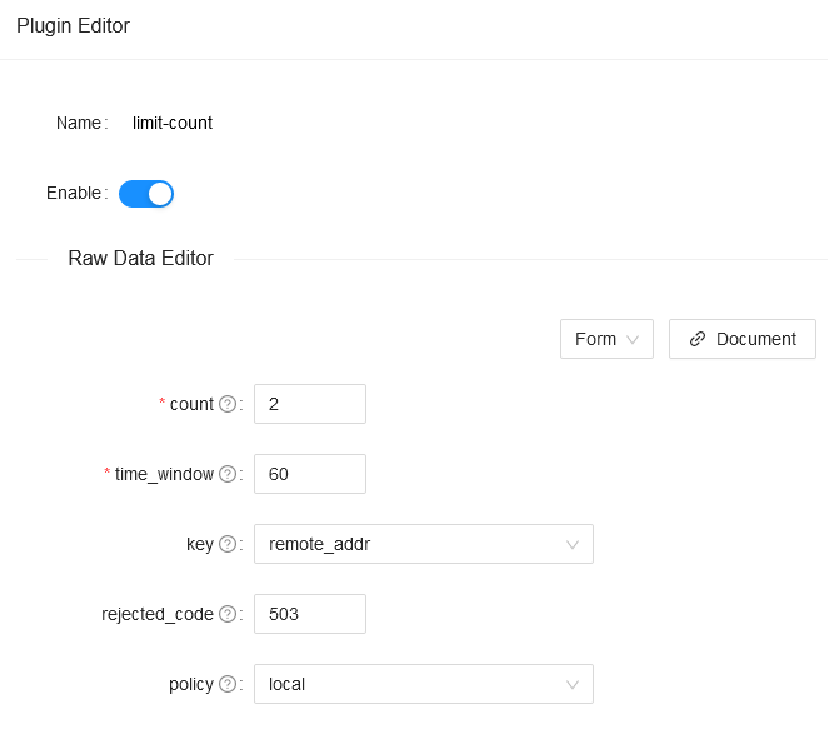 Plugin Editor
Name: limit-count
Enable:
Raw Data Editor
Form Document
* count ? : 2
* time_window ? : 60
key ? : remote_addr
rejected_code ? : 503
policy ? : local